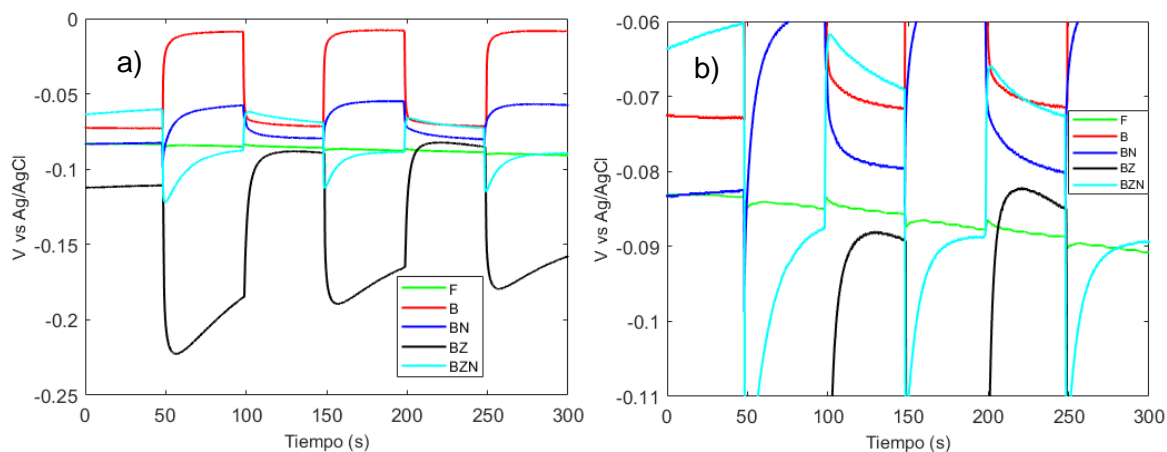 a)
0
-0.05
-0.1
-0.15
-0.2
-0.25
V vs Ag/AgCl
0 50 100 150 200 250 300
Tiempo (s)
F
B
BN
BZ
BZN
b)
-0.06
-0.07
-0.08
-0.09
-0.1
-0.11
V vs Ag/AgCl
0 50 100 150 200 250 300
Tiempo (s)
F
B
BN
BZ
BZN